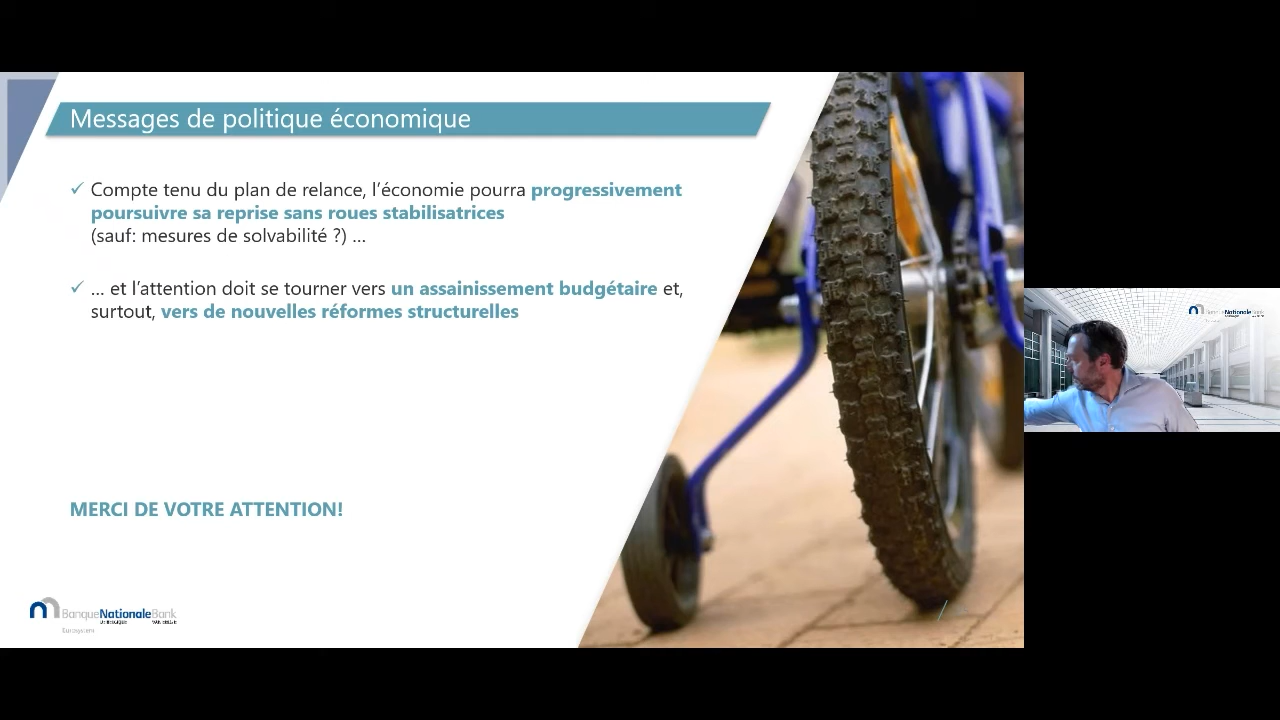 Messages de politique économique
✓ Compte tenu du plan de relance, l’économie pourra progressivement
poursuivre sa reprise sans roues stabilisatrices
(sauf: mesures de solvabilité ?) ...
✓ ... et l’attention doit se tourner vers un assainissement budgétaire et,
surtout, vers de nouvelles réformes structurelles
MERCI DE VOTRE ATTENTION!
BanqueNationaleBank
Eurosystem
BanqueNationaleBank